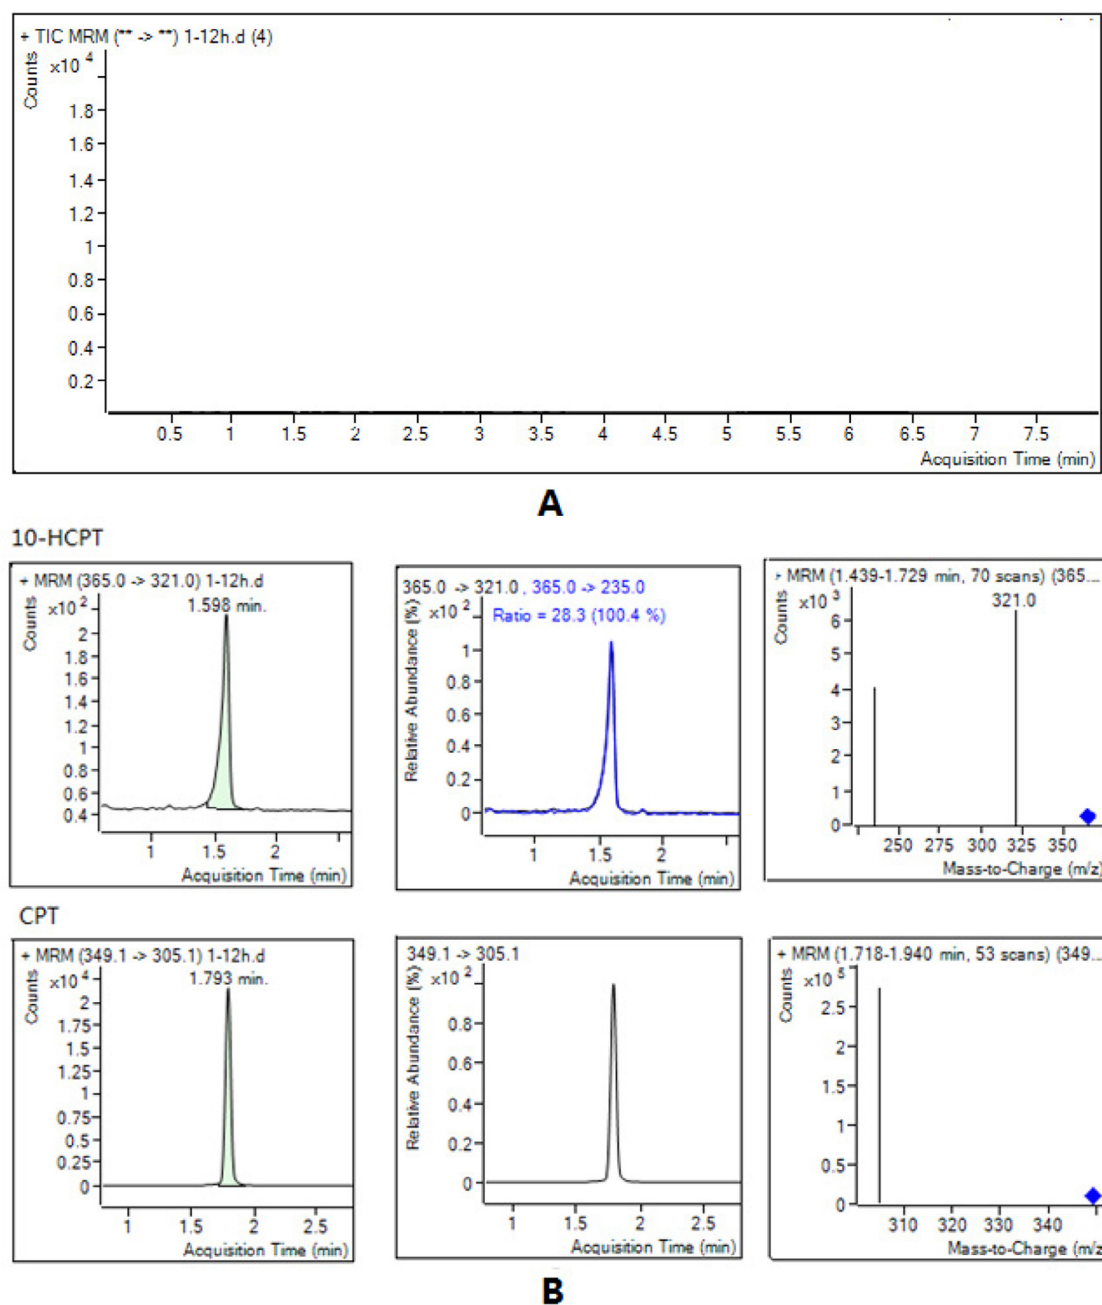 + TIC MRM (** -> **) 1-12h.d (4)
Counts
x10 4
1.8
1.6
1.4
1.2
1
0.8
0.6
0.4
0.2
0.5 1 1.5 2 2.5 3 3.5 4 4.5 5 5.5 6 6.5 7 7.5
Acquisition Time (min)
A
10-HCPT
+ MRM (365.0 -> 321.0) 1-12h.d
Counts
x10 2
1.598 min.
2
1.8
1.6
1.4
1.2
1
0.8
0.6
0.4
1 1.5 2
Acquisition Time (min)
365.0 -> 321.0 , 365.0 -> 235.0
Relative Abundance (%)
x10 2
Ratio = 28.3 (100.4 %)
1
0.8
0.6
0.4
0.2
0
1 1.5 2
Acquisition Time (min)
MRM (1.439-1.729 min, 70 scans) (365...
Counts
x10 3
321.0
6
5
4
3
2
1
0
250 275 300 325 350
Mass-to-Charge (m/z)
CPT
+ MRM (349.1 -> 305.1) 1-12h.d
Counts
x10 4
1.793 min.
2
1.75
1.5
1.25
1
0.75
0.5
0.25
0
1 1.5 2 2.5
Acquisition Time (min)
349.1 -> 305.1
Relative Abundance (%)
x10 2
0.8
0.6
0.4
0.2
0
1 1.5 2 2.5
Acquisition Time (min)
+ MRM (1.718-1.940 min, 53 scans) (349...
Counts
x10 5
2.5
2
1.5
1
0.5
0
310 320 330 340
Mass-to-Charge (m/z
B